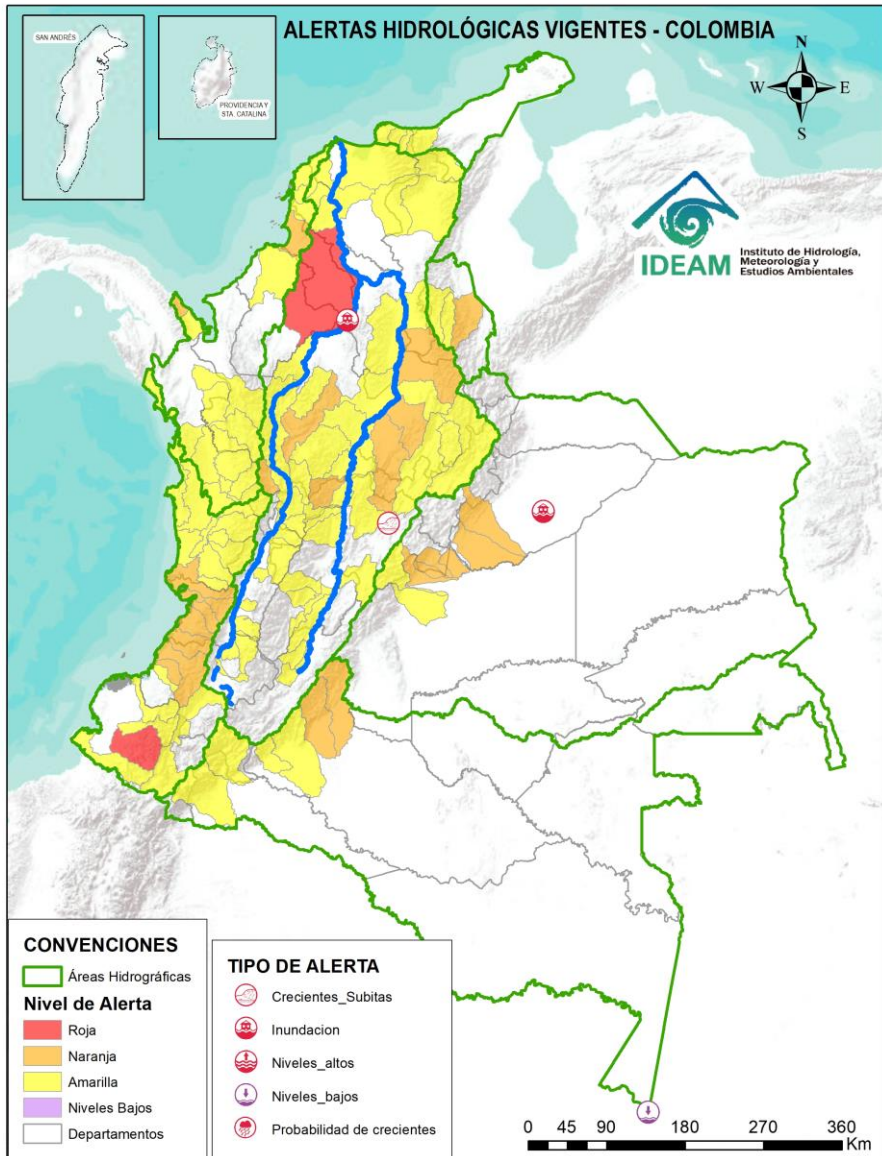 ALERTAS HIDROLÓGICAS VIGENTES - COLOMBIA
SAN ANDRÉS
PROVIDENCIA Y
STA. CATALINA
N
W
E
S
IDEAM
Instituto de Hidrología,
Meteorología y
Estudios Ambientales
CONVENCIONES
Áreas Hidrográficas
Nivel de Alerta
Roja
Naranja
Amarilla
Niveles Bajos
Departamentos
TIPO DE ALERTA
Crecientes_Subitas
Inundacion
Niveles_altos
Niveles_bajos
Probabilidad de crecientes
0 45 90 180 270 360
Km